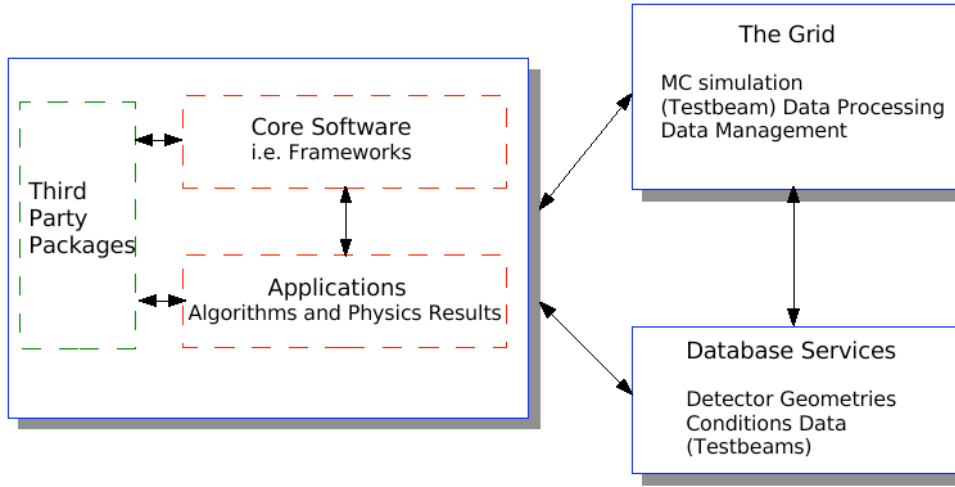 Third
Party
Packages
Core Software
i.e. Frameworks
Applications
Algorithms and Physics Results
The Grid
MC simulation
(Testbeam) Data Processing
Data Management
Database Services
Detector Geometries
Conditions Data
(Testbeams)